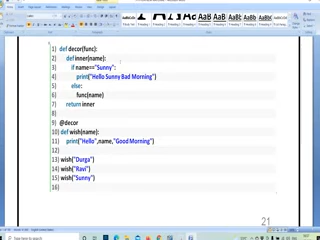 1) def decor(func):
2) def inner(name):
3) if name=="Sunny":
4) print("Hello Sunny Bad Morning")
5) else:
6) func(name)
7) return inner
8)
9) @decor
10) def wish(name):
11) print("Hello",name,"Good Morning")
12)
13) wish("Durga")
14) wish("Ravi")
15) wish("Sunny")
16)
21